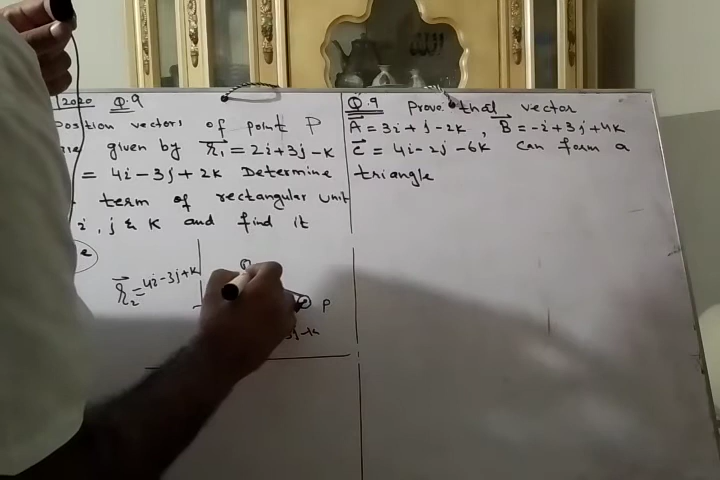 2020 Q.9
position vectors of point P
given by r₁ = 2i + 3j - K
= 4i - 3j + 2K Determine
term of rectangular unit
i, j & K and find it
r₂ = 4i - 3j + K
Q
P
3j - K
Q.9 Prove that vector
A = 3i + j - 2K , B = -i + 3j + 4K
C = 4i - 2j - 6K can form a
triangle